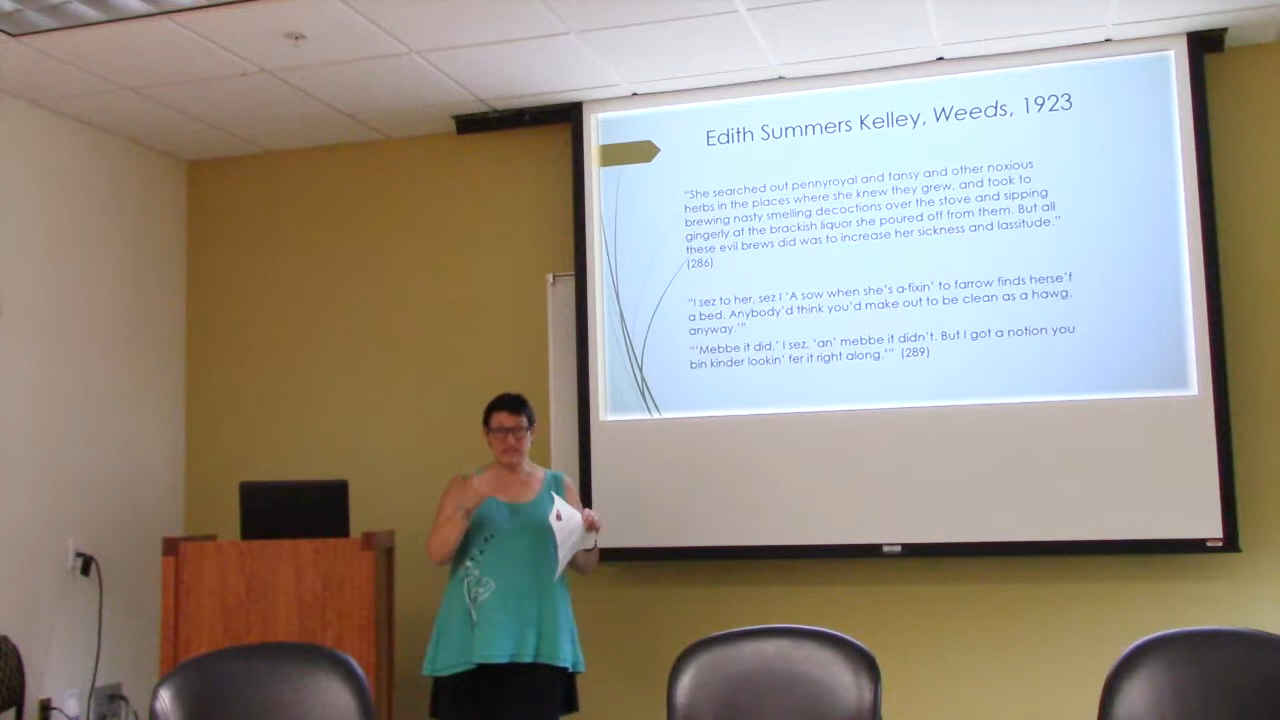 Edith Summers Kelley, Weeds, 1923
“She searched out pennyroyal and tansy and other noxious
herbs in the places where she knew they grew, and took to
brewing nasty smelling decoctions over the stove and sipping
gingerly at the brackish liquor she poured off from them. But all
these evil brews did was to increase her sickness and lassitude.”
(286)
“I sez to her, sez I ‘A sow when she’s a-fixin’ to farrow finds herse’f
a bed. Anybody’d think you’d make out to be clean as a hawg,
anyway.’”
“‘Mebbe it did,’ I sez, ‘an’ mebbe it didn’t. But I got a notion you
bin kinder lookin’ fer it right along.’” (289)